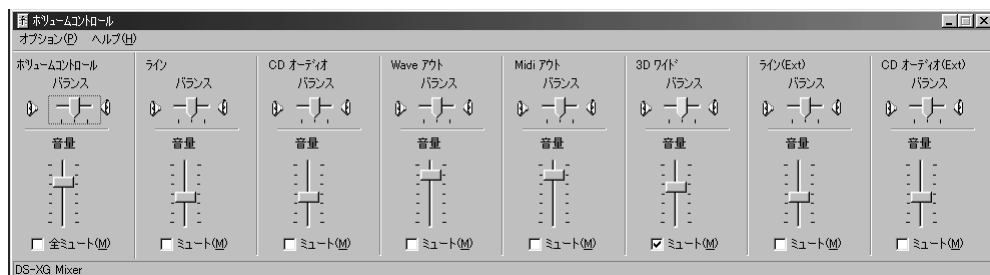 ボリュームコントロール
オプション(P) ヘルプ(H)
ボリュームコントロール
バランス
音量
全ミュート(M)
ライン
バランス
音量
ミュート(M)
CD オーディオ
バランス
音量
ミュート(M)
Wave アウト
バランス
音量
ミュート(M)
Midi アウト
バランス
音量
ミュート(M)
3D ワイド
バランス
音量
ミュート(M)
ライン(Ext)
バランス
音量
ミュート(M)
CD オーディオ(Ext)
バランス
音量
ミュート(M)
DS-XG Mixer